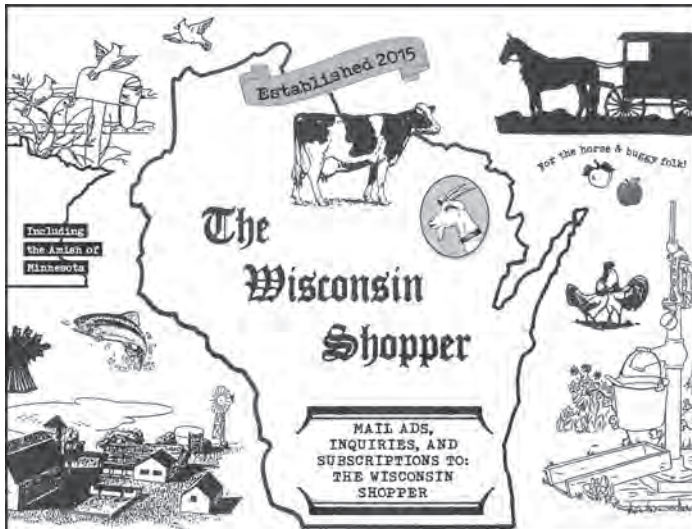 Established 2015
For the horse & buggy folk!
Including
the Amish of
Minnesota
The
Wisconsin
Shopper
MAIL ADS,
INQUIRIES, AND
SUBSCRIPTIONS TO:
THE WISCONSIN
SHOPPER